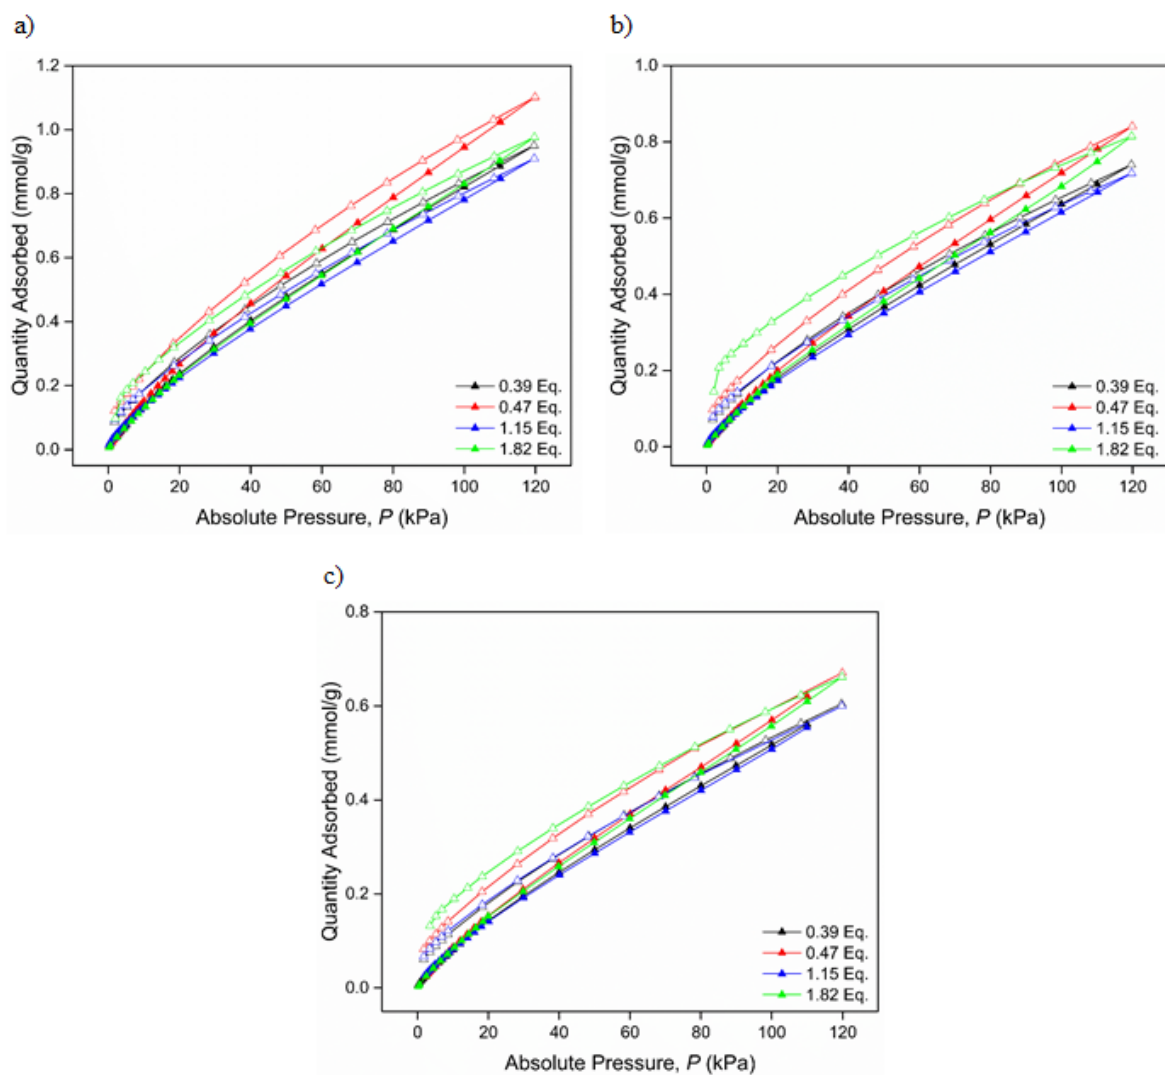 a)
1.2
1.0
0.8
0.6
0.4
0.2
0.0
Quantity Adsorbed (mmol/g)
0 20 40 60 80 100 120
Absolute Pressure, P (kPa)
0.39 Eq.
0.47 Eq.
1.15 Eq.
1.82 Eq.
b)
1.0
0.8
0.6
0.4
0.2
0.0
Quantity Adsorbed (mmol/g)
0 20 40 60 80 100 120
Absolute Pressure, P (kPa)
0.39 Eq.
0.47 Eq.
1.15 Eq.
1.82 Eq.
c)
0.8
0.6
0.4
0.2
0.0
Quantity Adsorbed (mmol/g)
0 20 40 60 80 100 120
Absolute Pressure, P (kPa)
0.39 Eq.
0.47 Eq.
1.15 Eq.
1.82 Eq.